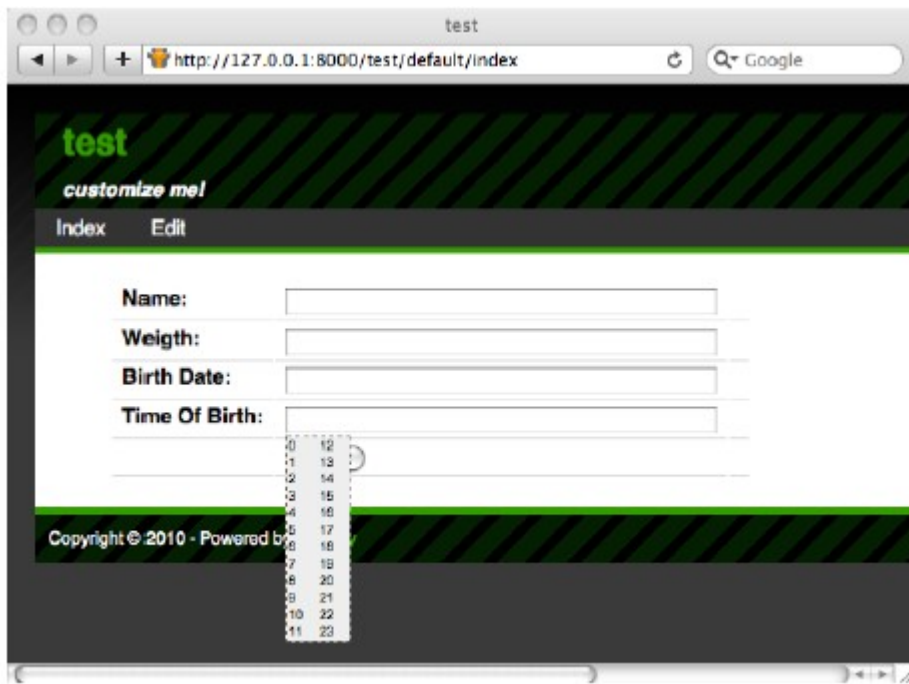 test
http://127.0.0.1:8000/test/default/index
Google
test
customize me!
Index Edit
Name:
Weigth:
Birth Date:
Time Of Birth:
0 12
1 13
2 14
3 15
4 16
5 17
6 18
7 19
8 20
9 21
10 22
11 23
Copyright © 2010 - Powered